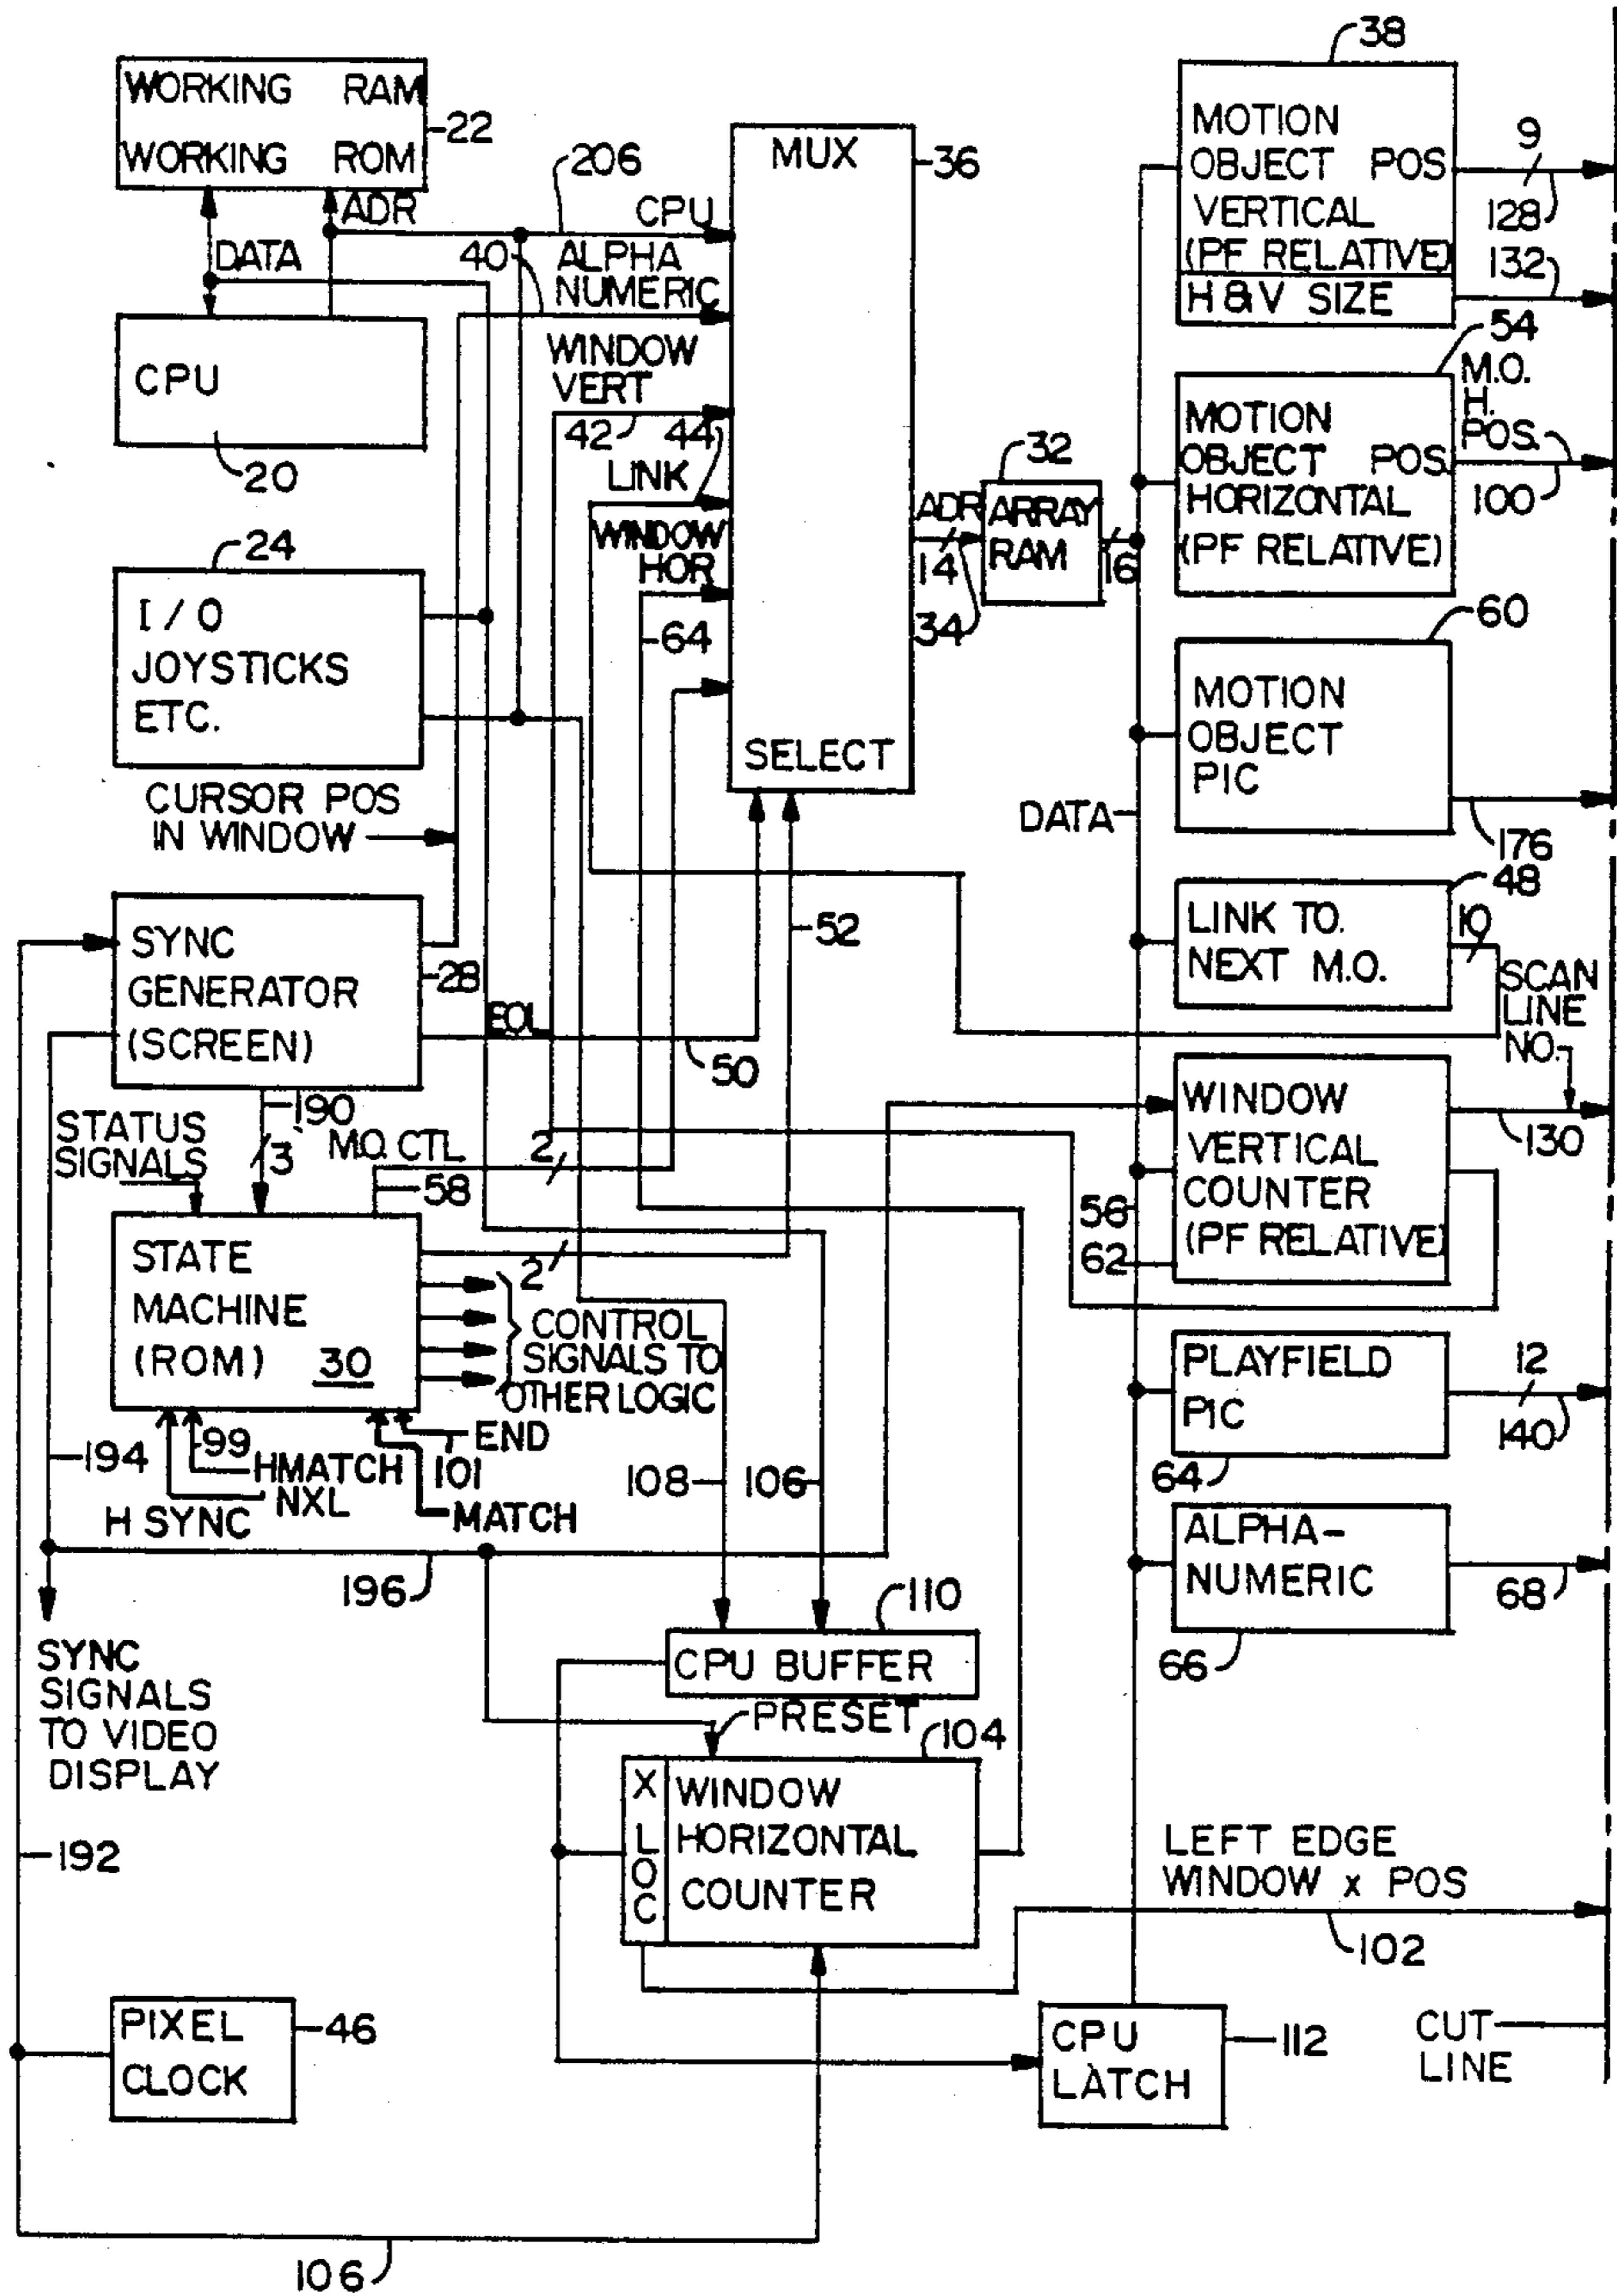 WORKING RAM
WORKING ROM
22
ADR
DATA
CPU
20
24
I/O
JOYSTICKS
ETC.
CURSOR POS
IN WINDOW
SYNC
GENERATOR
(SCREEN)
28
EOL
50
190
3
STATUS
SIGNALS
M.O. CTL
58
2
STATE
MACHINE
(ROM)
30
2
CONTROL
SIGNALS TO
OTHER LOGIC
END
101
99
HMATCH
NXL
MATCH
194
H SYNC
196
SYNC
SIGNALS
TO VIDEO
DISPLAY
192
PIXEL
CLOCK
46
106
206
CPU
40
ALPHA
NUMERIC
WINDOW
VERT
42
44
LINK
WINDOW
HOR
64
MUX
36
SELECT
52
ADR
14
34
32
ARRAY
RAM
16
DATA
108
106
110
CPU BUFFER
PRESET
104
X
LOC
WINDOW
HORIZONTAL
COUNTER
CPU
LATCH
112
38
MOTION
OBJECT POS
VERTICAL
(PF RELATIVE)
H & V SIZE
9
128
132
54
M.O.
H.
POS.
MOTION
OBJECT POS.
HORIZONTAL
(PF RELATIVE)
100
60
MOTION
OBJECT
PIC
176
48
LINK TO.
NEXT M.O.
10
SCAN
LINE
NO.
WINDOW
VERTICAL
COUNTER
(PF RELATIVE)
130
56
62
PLAYFIELD
PIC
12
140
64
ALPHA-
NUMERIC
68
66
LEFT EDGE
WINDOW x POS
102
CUT
LINE